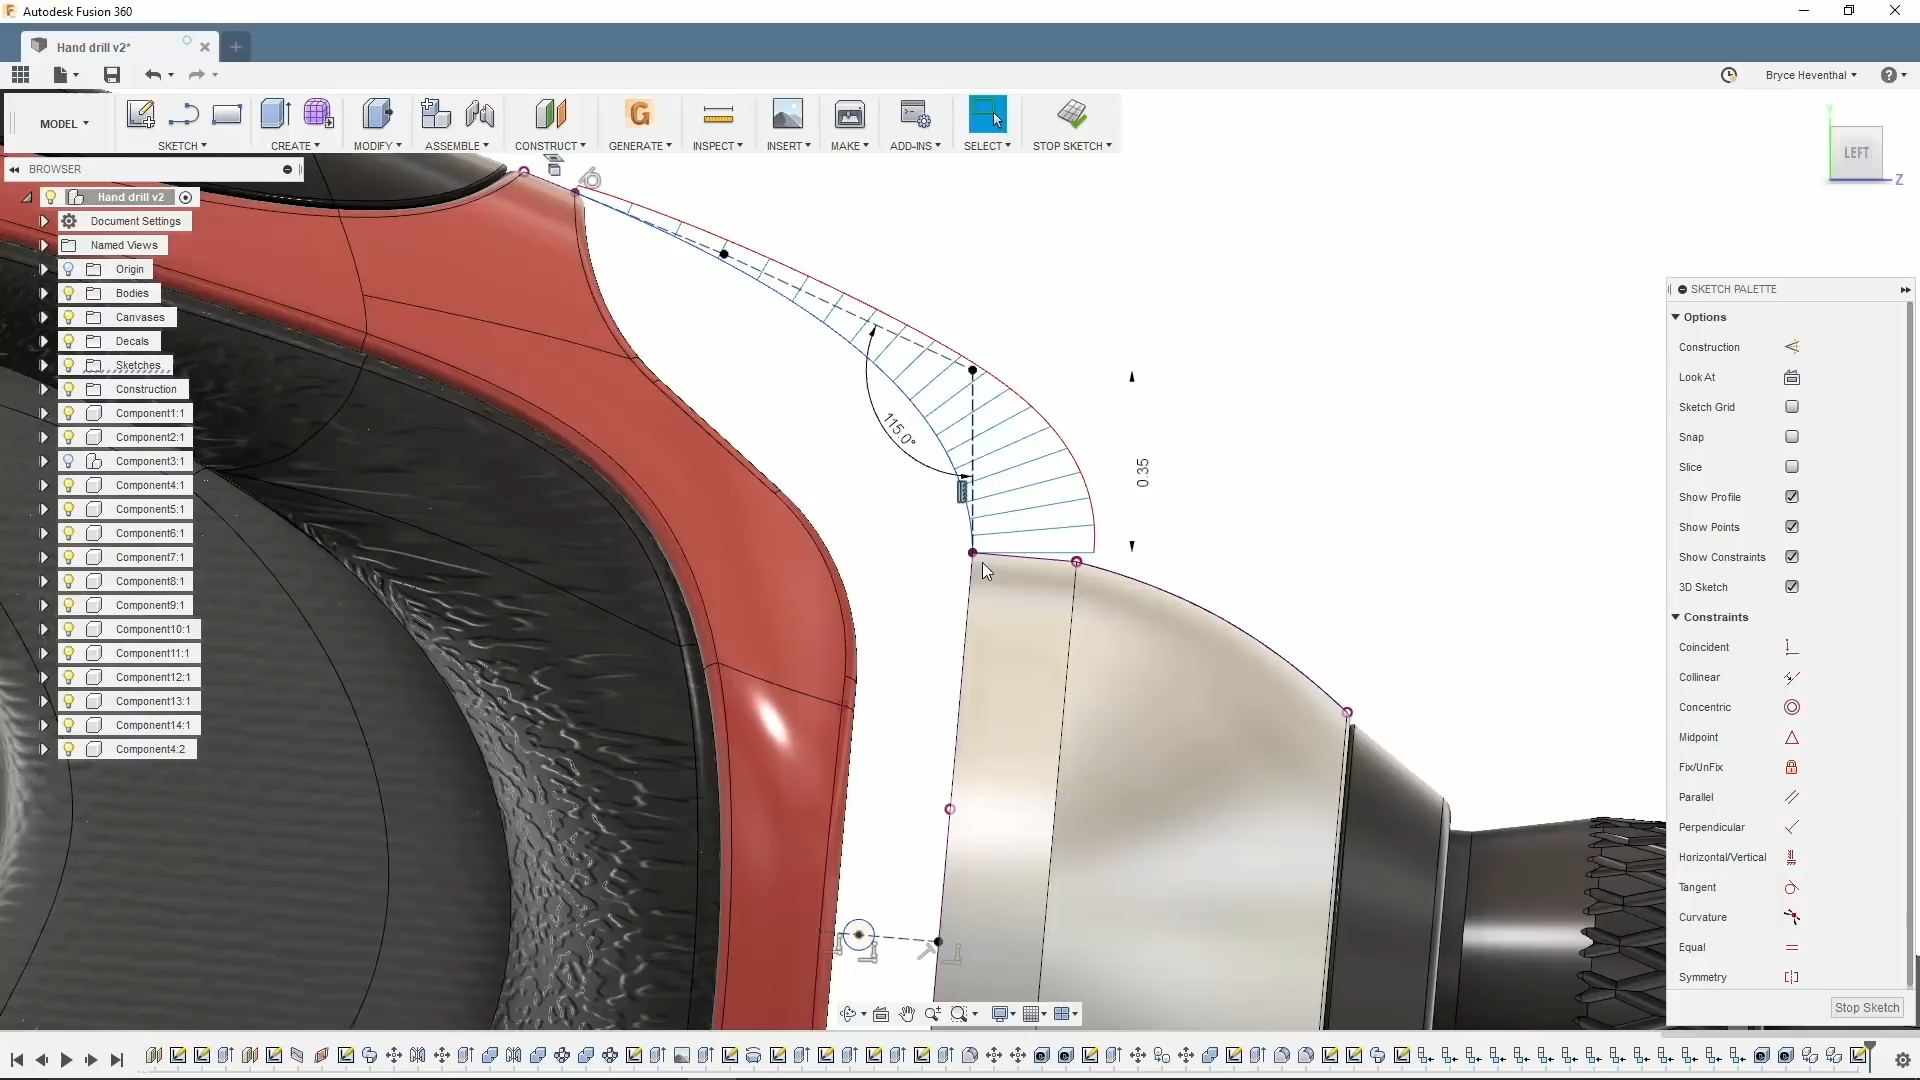 Autodesk Fusion 360
Hand drill v2*
Bryce Heventhal
MODEL
SKETCH
CREATE
MODIFY
ASSEMBLE
CONSTRUCT
GENERATE
INSPECT
INSERT
MAKE
ADD-INS
SELECT
STOP SKETCH
BROWSER
Hand drill v2
Document Settings
Named Views
Origin
Bodies
Canvases
Decals
Sketches
Construction
Component1:1
Component2:1
Component3:1
Component4:1
Component5:1
Component6:1
Component7:1
Component8:1
Component9:1
Component10:1
Component11:1
Component12:1
Component13:1
Component14:1
Component4:2
115.0°
0.35
Y
LEFT
Z
SKETCH PALETTE
Options
Construction
Look At
Sketch Grid
Snap
Slice
Show Profile
Show Points
Show Constraints
3D Sketch
Constraints
Coincident
Collinear
Concentric
Midpoint
Fix/UnFix
Parallel
Perpendicular
Horizontal/Vertical
Tangent
Curvature
Equal
Symmetry
Stop Sketch